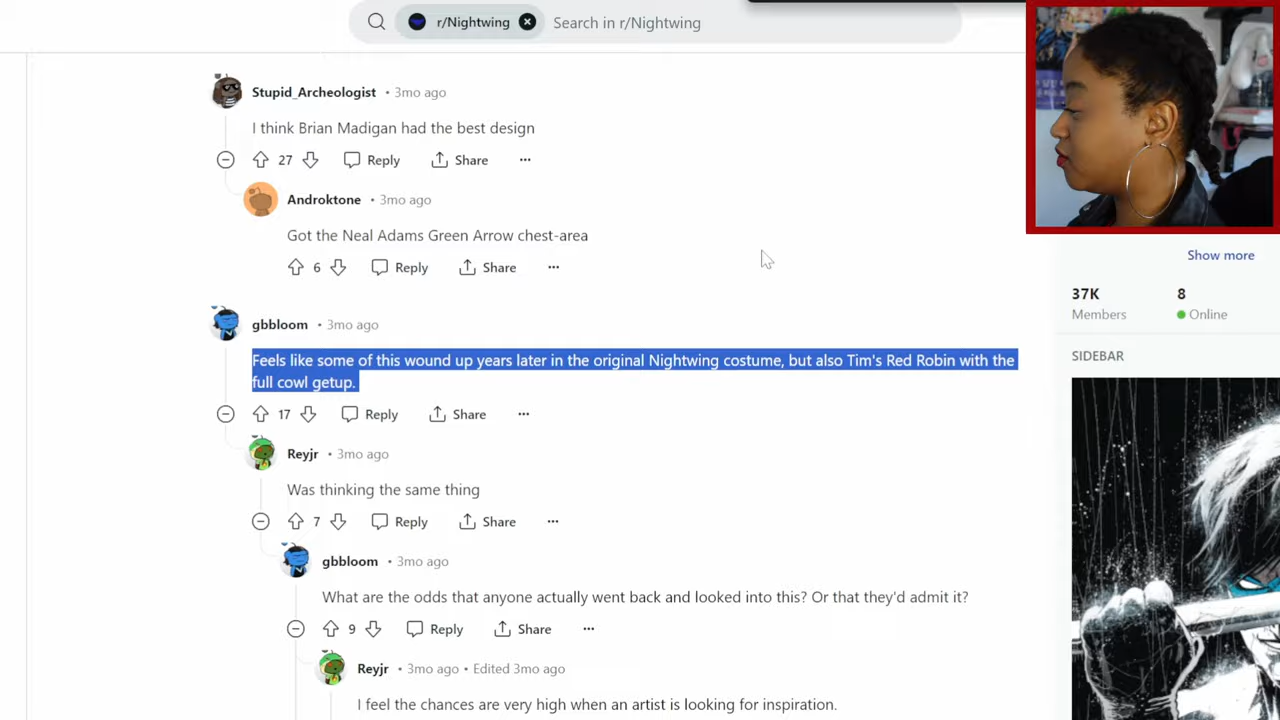 r/Nightwing
Search in r/Nightwing
Stupid_Archeologist • 3mo ago
I think Brian Madigan had the best design
27 Reply Share
Androktone • 3mo ago
Got the Neal Adams Green Arrow chest-area
6 Reply Share
gbbloom • 3mo ago
Feels like some of this wound up years later in the original Nightwing costume, but also Tim's Red Robin with the
full cowl getup.
17 Reply Share
Reyjr • 3mo ago
Was thinking the same thing
7 Reply Share
gbbloom • 3mo ago
What are the odds that anyone actually went back and looked into this? Or that they'd admit it?
9 Reply Share
Reyjr • 3mo ago • Edited 3mo ago
I feel the chances are very high when an artist is looking for inspiration.
Show more
37K 8
Members Online
SIDEBAR